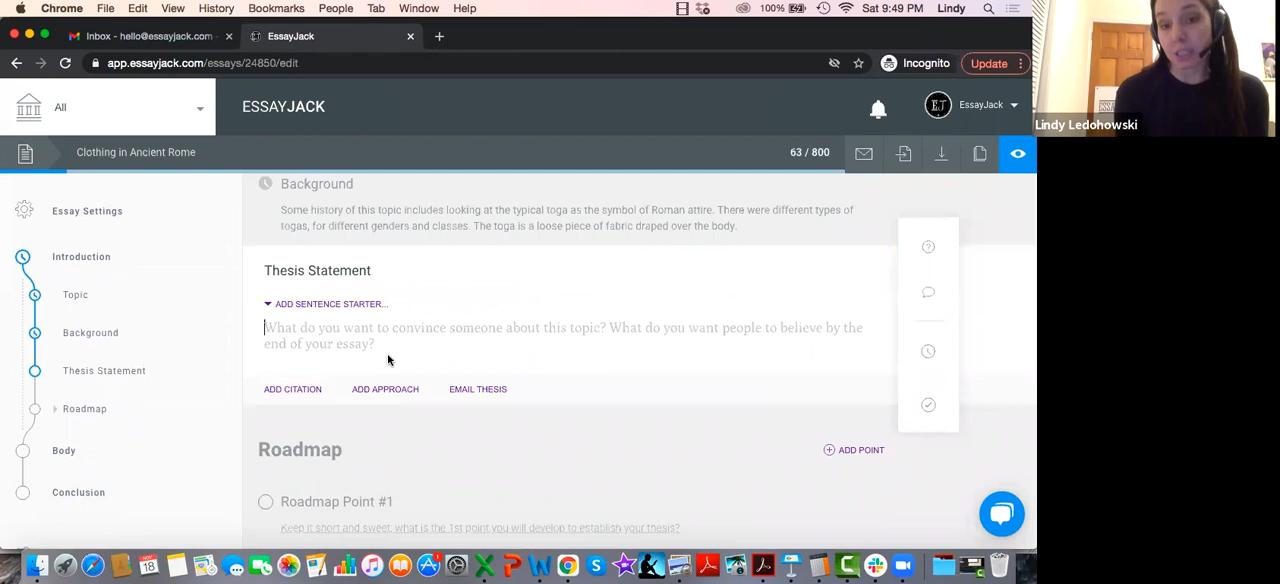 Chrome File Edit View History Bookmarks People Tab Window Help 100% Sat 9:49 PM Lindy
Inbox - hello@essayjack.com EssayJack
app.essayjack.com/essays/24850/edit Incognito Update
All ESSAYJACK EJ EssayJack
Lindy Ledohowski
Clothing in Ancient Rome 63 / 800
Essay Settings
Introduction
Topic
Background
Thesis Statement
Roadmap
Body
Conclusion
Background
Some history of this topic includes looking at the typical toga as the symbol of Roman attire. There were different types of
togas, for different genders and classes. The toga is a loose piece of fabric draped over the body.
Thesis Statement
ADD SENTENCE STARTER...
What do you want to convince someone about this topic? What do you want people to believe by the
end of your essay?
ADD CITATION ADD APPROACH EMAIL THESIS
Roadmap ADD POINT
Roadmap Point #1
Keep it short and sweet: what is the 1st point you will develop to establish your thesis?
NOV
18